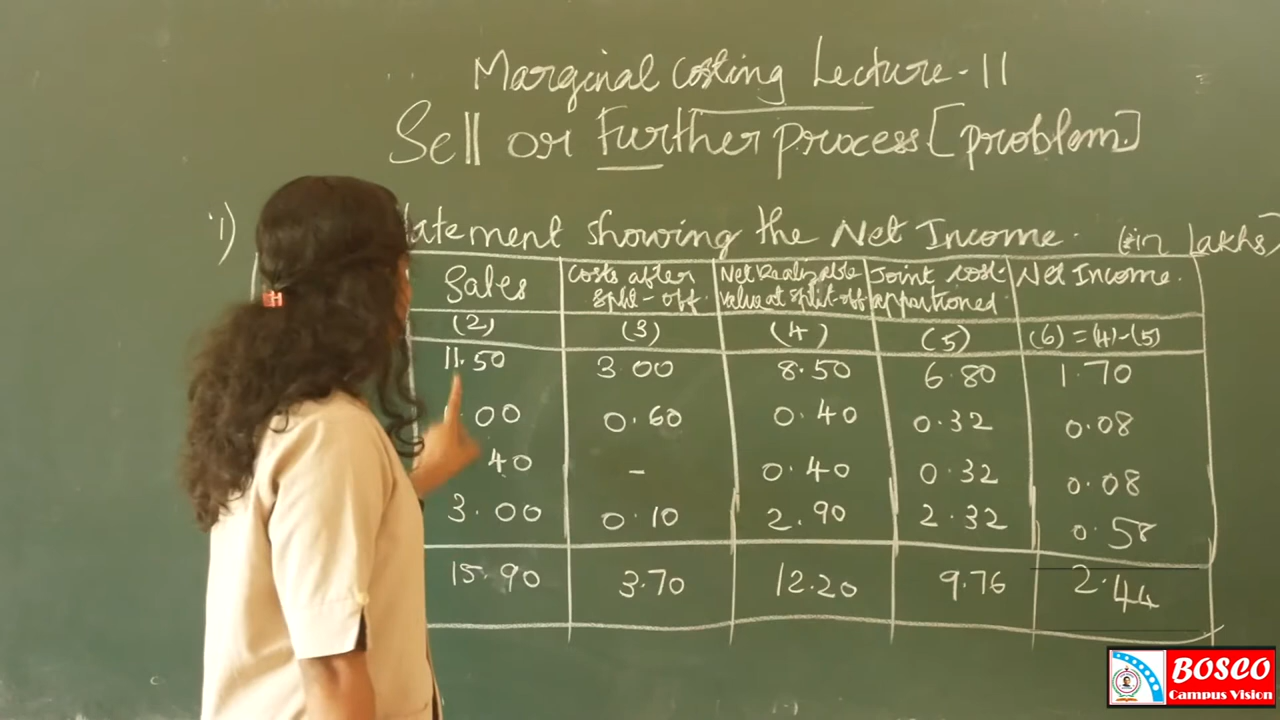 Marginal Costing Lecture-11
Sell or Further process [problem]
1) atement showing the Net Income. in Lakhs
Sales Costs after split-off. Net Realizable value at split-off Joint cost apportioned Net Income.
(2) (3) (4) (5) (6) = (4)-(5)
11.50 3.00 8.50 6.80 1.70
.00 0.60 0.40 0.32 0.08
.40 - 0.40 0.32 0.08
3.00 0.10 2.90 2.32 0.58
15.90 3.70 12.20 9.76 2.44
BOSCO
Campus Vision